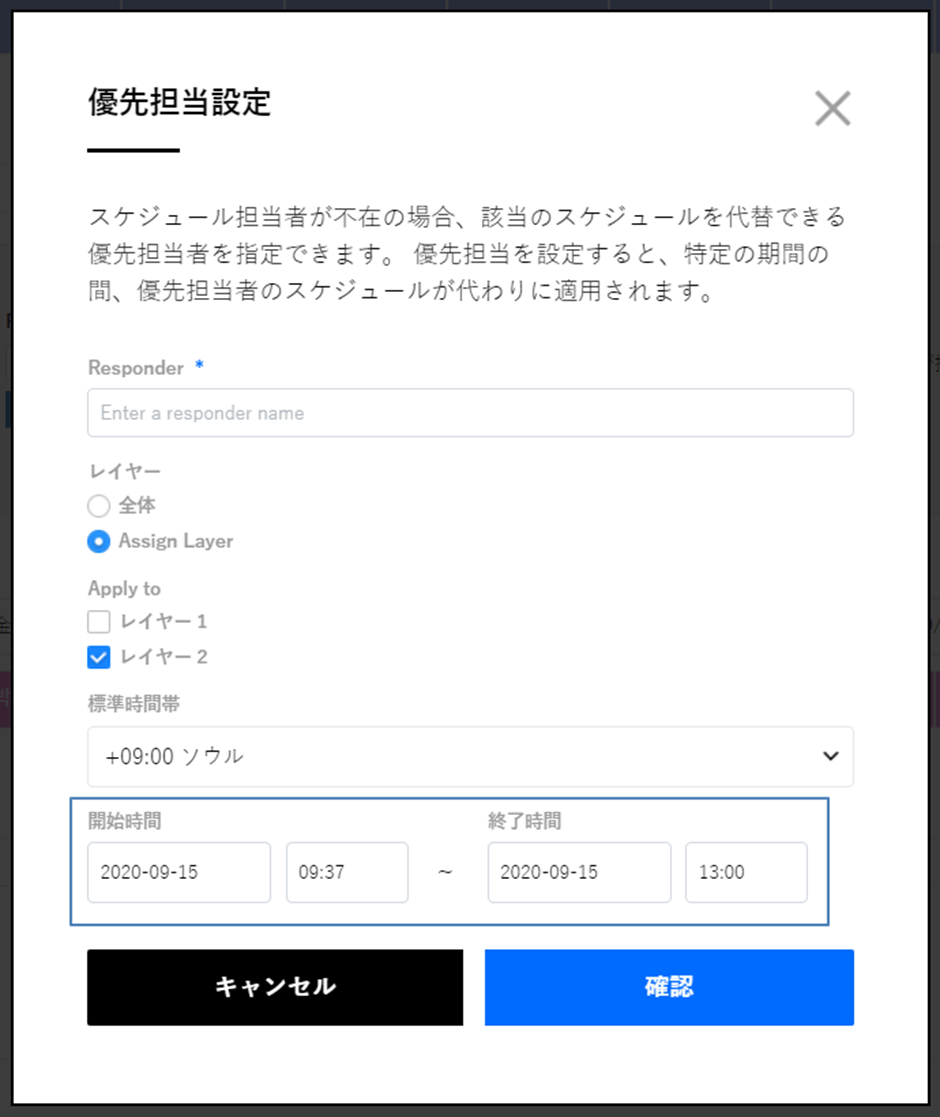 優先担当設定
スケジュール担当者が不在の場合、該当のスケジュールを代替できる
優先担当者を指定できます。 優先担当を設定すると、特定の期間の
間、優先担当者のスケジュールが代わりに適用されます。
Responder *
Enter a responder name
レイヤー
全体
Assign Layer
Apply to
レイヤー 1
レイヤー 2
標準時間帯
+09:00 ソウル
開始時間 終了時間
2020-09-15 09:37 ~ 2020-09-15 13:00
キャンセル 確認